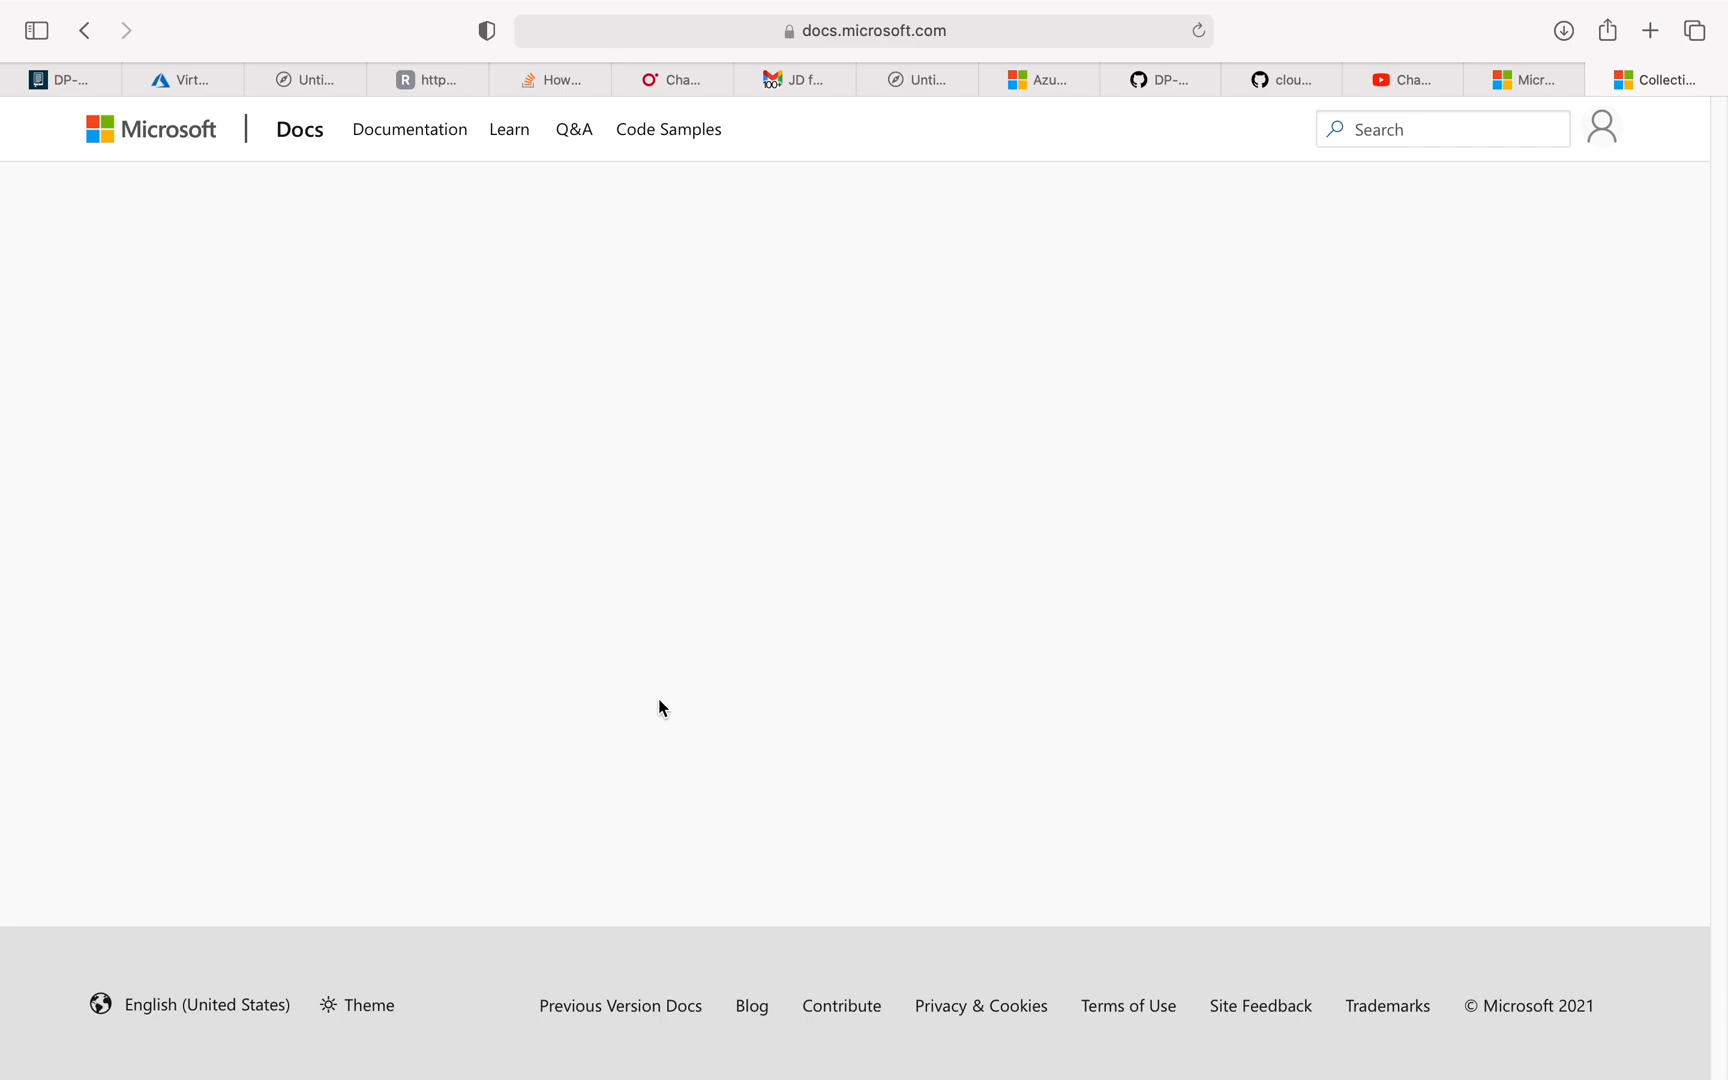 docs.microsoft.com
DP-... Virt... Unti... R http... How... Cha... 100+ JD f... Unti... Azu... DP-... clou... Cha... Micr... Collecti...
Microsoft | Docs Documentation Learn Q&A Code Samples Search
English (United States) Theme Previous Version Docs Blog Contribute Privacy & Cookies Terms of Use Site Feedback Trademarks © Microsoft 2021